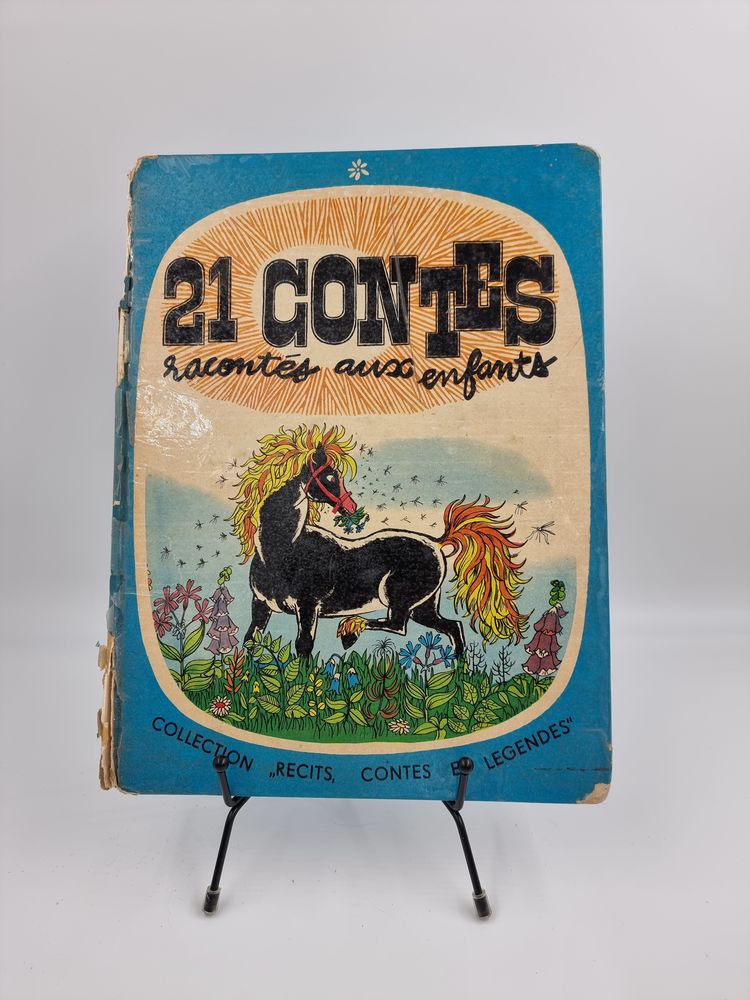 21 CONTES
racontés aux enfants
COLLECTION „RECITS, CONTES ET LEGENDES"